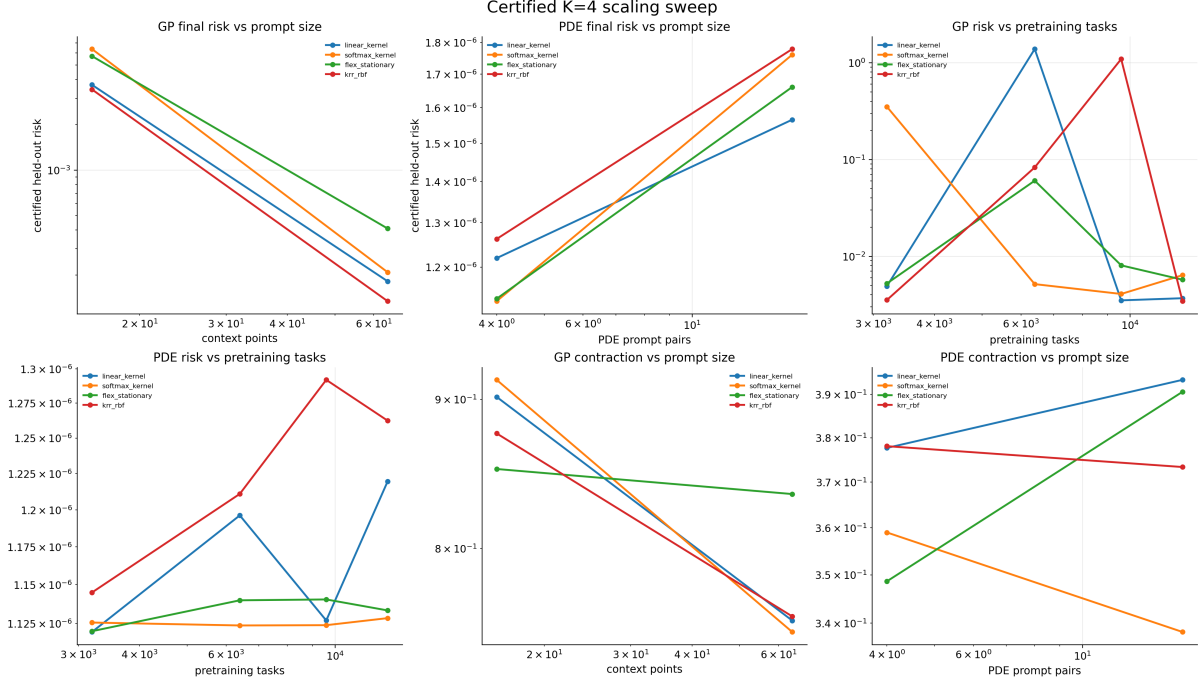 Certified K=4 scaling sweep
GP final risk vs prompt size
certified held-out risk
10⁻³
linear_kernel
softmax_kernel
flex_stationary
krr_rbf
2 × 10¹
3 × 10¹
4 × 10¹
6 × 10¹
context points
PDE final risk vs prompt size
certified held-out risk
1.8 × 10⁻⁶
1.7 × 10⁻⁶
1.6 × 10⁻⁶
1.5 × 10⁻⁶
1.4 × 10⁻⁶
1.3 × 10⁻⁶
1.2 × 10⁻⁶
linear_kernel
softmax_kernel
flex_stationary
krr_rbf
4 × 10⁰
6 × 10⁰
10¹
PDE prompt pairs
GP risk vs pretraining tasks
10⁰
10⁻¹
10⁻²
linear_kernel
softmax_kernel
flex_stationary
krr_rbf
3 × 10³
4 × 10³
6 × 10³
10⁴
pretraining tasks
PDE risk vs pretraining tasks
1.3 × 10⁻⁶
1.275 × 10⁻⁶
1.25 × 10⁻⁶
1.225 × 10⁻⁶
1.2 × 10⁻⁶
1.175 × 10⁻⁶
1.15 × 10⁻⁶
1.125 × 10⁻⁶
linear_kernel
softmax_kernel
flex_stationary
krr_rbf
3 × 10³
4 × 10³
6 × 10³
10⁴
pretraining tasks
GP contraction vs prompt size
9 × 10⁻¹
8 × 10⁻¹
linear_kernel
softmax_kernel
flex_stationary
krr_rbf
2 × 10¹
3 × 10¹
4 × 10¹
6 × 10¹
context points
PDE contraction vs prompt size
3.9 × 10⁻¹
3.8 × 10⁻¹
3.7 × 10⁻¹
3.6 × 10⁻¹
3.5 × 10⁻¹
3.4 × 10⁻¹
linear_kernel
softmax_kernel
flex_stationary
krr_rbf
4 × 10⁰
6 × 10⁰
10¹
PDE prompt pairs